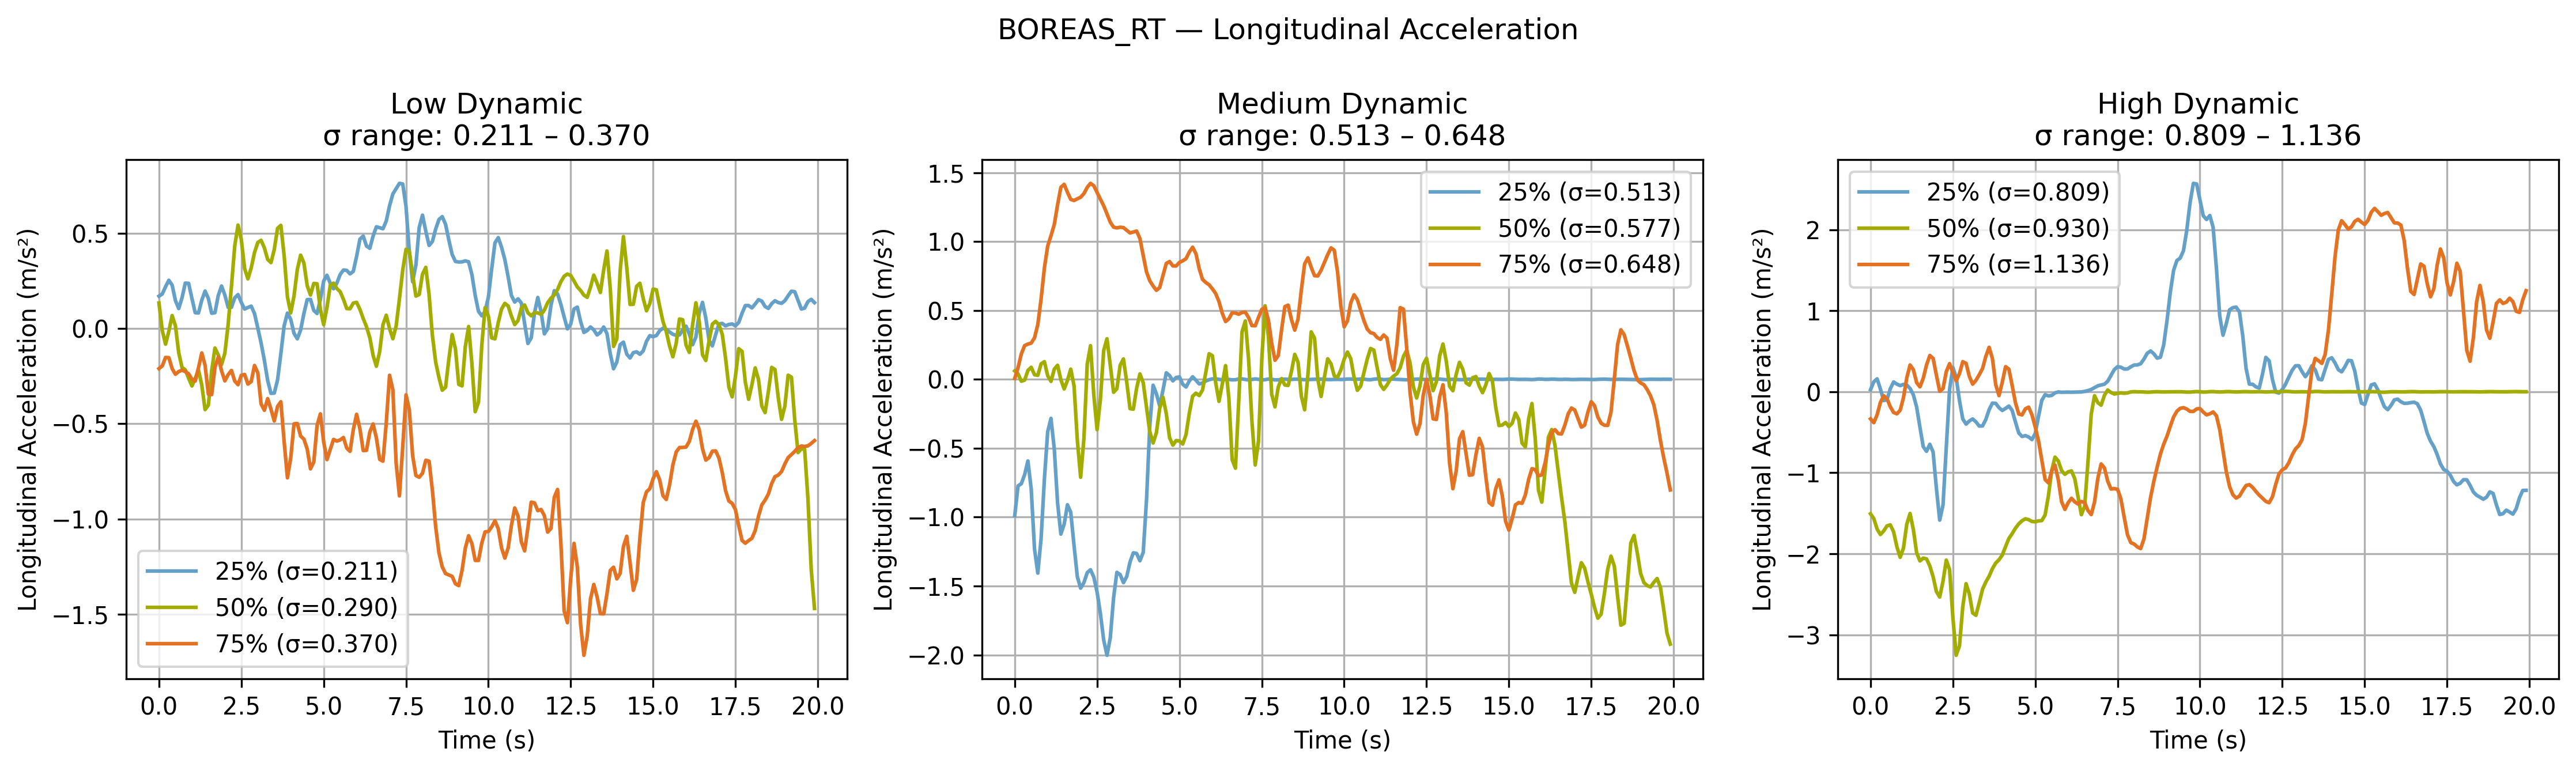 BOREAS_RT — Longitudinal Acceleration
Low Dynamic
σ range: 0.211 – 0.370
Longitudinal Acceleration (m/s²)
0.5
0.0
−0.5
−1.0
−1.5
25% (σ=0.211)
50% (σ=0.290)
75% (σ=0.370)
0.0 2.5 5.0 7.5 10.0 12.5 15.0 17.5 20.0
Time (s)
Medium Dynamic
σ range: 0.513 – 0.648
Longitudinal Acceleration (m/s²)
1.5
1.0
0.5
0.0
−0.5
−1.0
−1.5
−2.0
25% (σ=0.513)
50% (σ=0.577)
75% (σ=0.648)
0.0 2.5 5.0 7.5 10.0 12.5 15.0 17.5 20.0
Time (s)
High Dynamic
σ range: 0.809 – 1.136
Longitudinal Acceleration (m/s²)
2
1
0
−1
−2
−3
25% (σ=0.809)
50% (σ=0.930)
75% (σ=1.136)
0.0 2.5 5.0 7.5 10.0 12.5 15.0 17.5 20.0
Time (s)